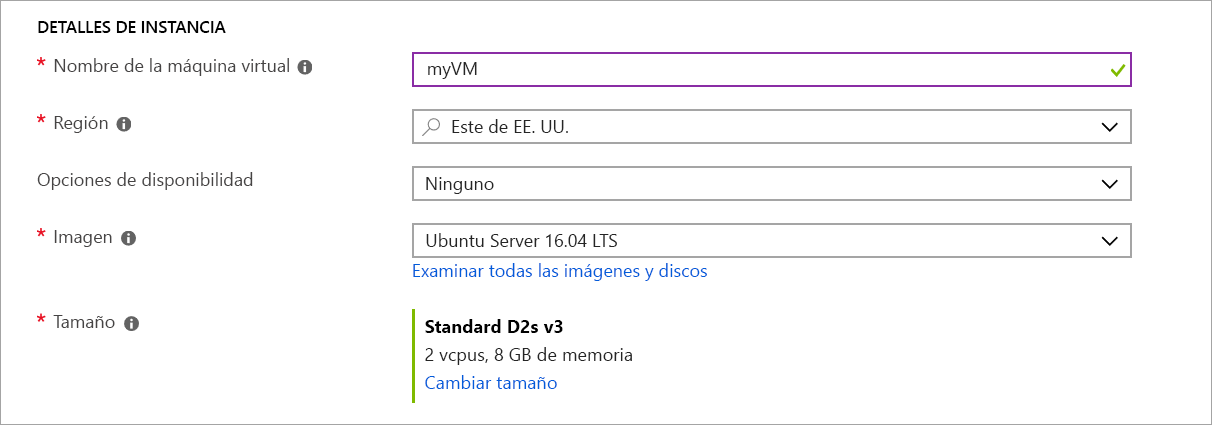 DETALLES DE INSTANCIA
* Nombre de la máquina virtual
myVM
* Región
Este de EE. UU.
Opciones de disponibilidad
Ninguno
* Imagen
Ubuntu Server 16.04 LTS
Examinar todas las imágenes y discos
* Tamaño
Standard D2s v3
2 vcpus, 8 GB de memoria
Cambiar tamaño